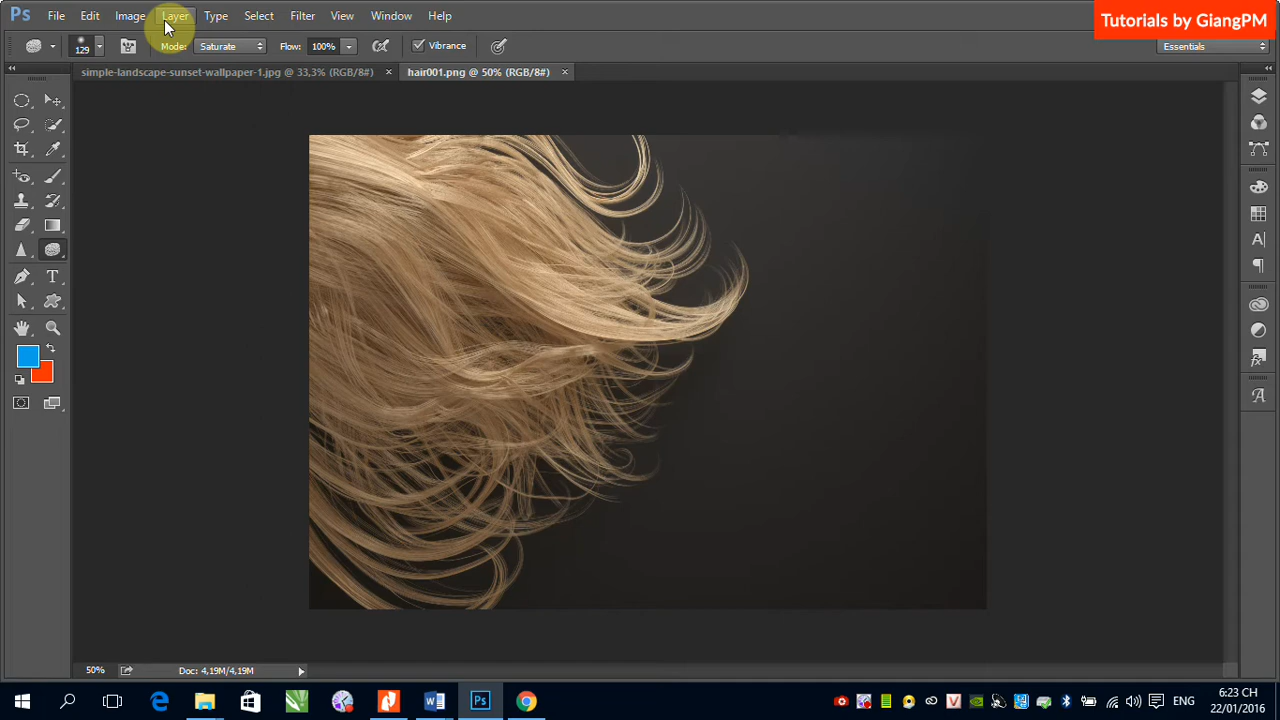 Ps File Edit Image Layer Type Select Filter View Window Help
Tutorials by GiangPM
129 Mode: Saturate Flow: 100% Vibrance
Essentials
simple-landscape-sunset-wallpaper-1.jpg @ 33,3% (RGB/8#) × hair001.png @ 50% (RGB/8#) ×
50% Doc: 4,19M/4,19M
ENG
6:23 CH
22/01/2016